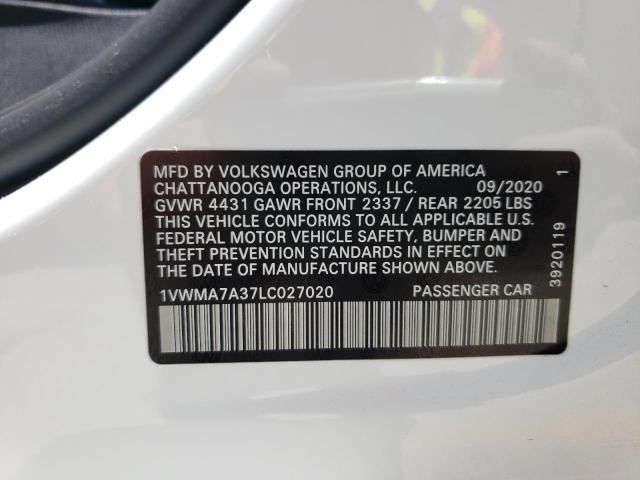 MFD BY VOLKSWAGEN GROUP OF AMERICA
CHATTANOOGA OPERATIONS, LLC. 09/2020
GVWR 4431 GAWR FRONT 2337 / REAR 2205 LBS
THIS VEHICLE CONFORMS TO ALL APPLICABLE U.S.
FEDERAL MOTOR VEHICLE SAFETY, BUMPER AND
THEFT PREVENTION STANDARDS IN EFFECT ON
THE DATE OF MANUFACTURE SHOWN ABOVE.
1VWMA7A37LC027020 PASSENGER CAR
3920119 1